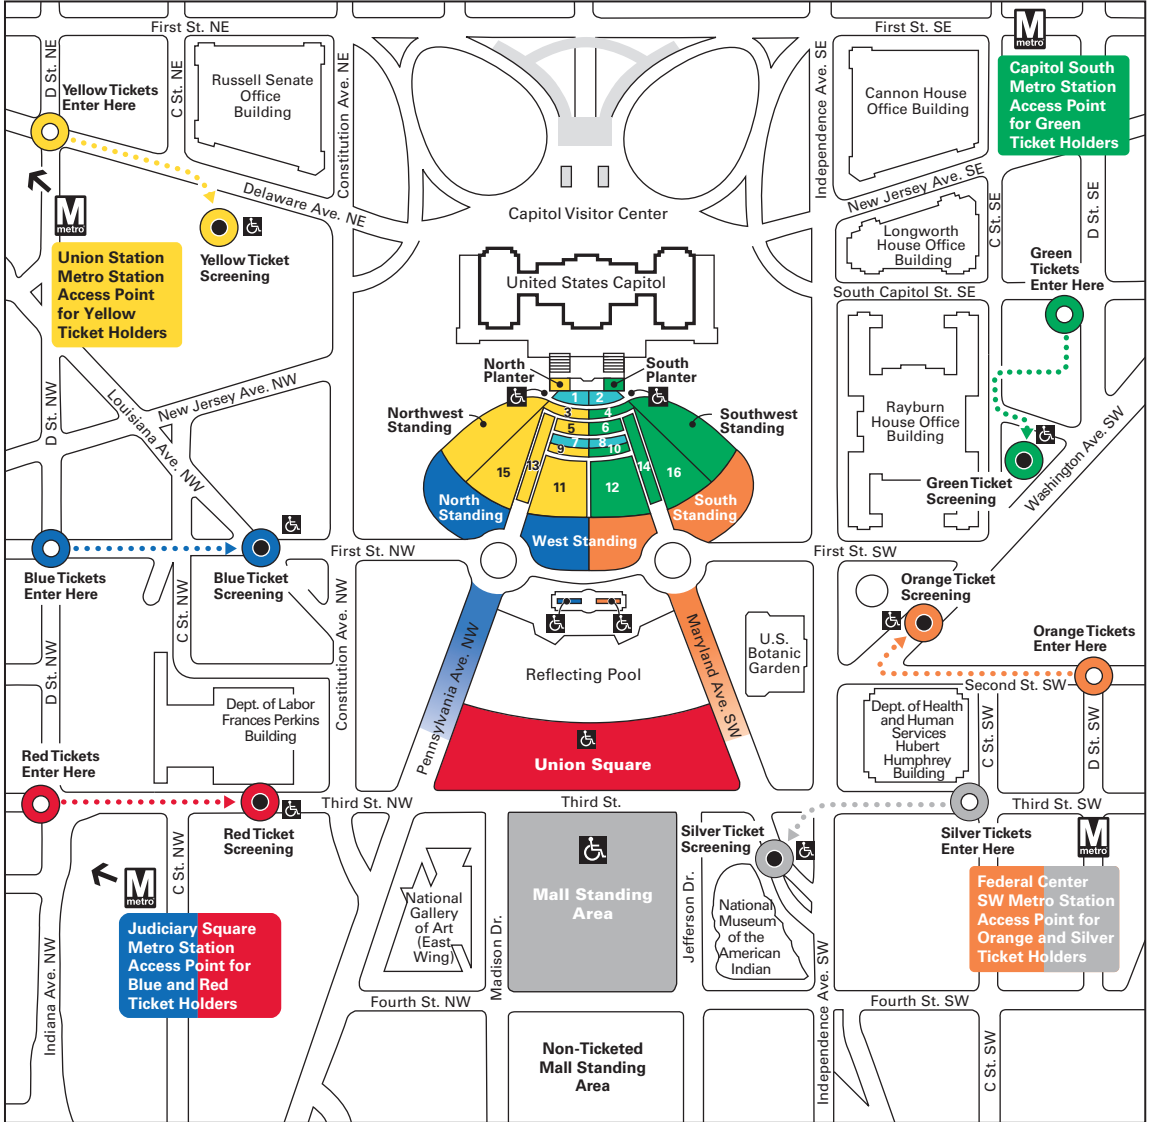 First St. NE
First St. SE
D St. NE
C St. NE
Constitution Ave. NE
Independence Ave. SE
M
metro
Yellow Tickets
Enter Here
Russell Senate
Office
Building
Cannon House
Office Building
Capitol South
Metro Station
Access Point
for Green
Ticket Holders
M
metro
Delaware Ave. NE
Capitol Visitor Center
New Jersey Ave. SE
C St. SE
D St. SE
Union Station
Metro Station
Access Point
for Yellow
Ticket Holders
Yellow Ticket
Screening
United States Capitol
Longworth
House Office
Building
Green
Tickets
Enter Here
South Capitol St. SE
North
Planter
South
Planter
1
2
3
4
5
6
7
8
9
10
11
12
13
14
15
16
Northwest
Standing
Southwest
Standing
New Jersey Ave. NW
Louisiana Ave. NW
D St. NW
Rayburn
House Office
Building
Washington Ave. SW
Green Ticket
Screening
North
Standing
South
Standing
West Standing
First St. NW
First St. SW
Blue Tickets
Enter Here
Blue Ticket
Screening
C St. NW
Constitution Ave. NW
D St. NW
Orange Ticket
Screening
Orange Tickets
Enter Here
Pennsylvania Ave. NW
Maryland Ave. SW
Reflecting Pool
U.S.
Botanic
Garden
Second St. SW
Dept. of Labor
Frances Perkins
Building
Dept. of Health
and Human
Services
Hubert
Humphrey
Building
C St. SW
D St. SW
Red Tickets
Enter Here
Union Square
Third St. NW
Third St.
Third St. SW
Red Ticket
Screening
Silver Ticket
Screening
Silver Tickets
Enter Here
M
metro
C St. NW
M
metro
Mall Standing
Area
National
Gallery
of Art
(East
Wing)
Madison Dr.
Jefferson Dr.
National
Museum
of the
American
Indian
Federal Center
SW Metro Station
Access Point for
Orange and Silver
Ticket Holders
Judiciary Square
Metro Station
Access Point for
Blue and Red
Ticket Holders
Indiana Ave. NW
Independence Ave. SW
Fourth St. NW
Fourth St. SW
C St. SW
Non-Ticketed
Mall Standing
Area